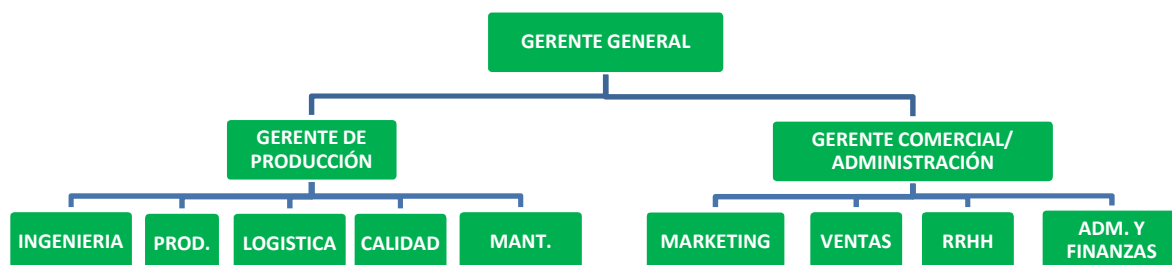 GERENTE GENERAL
GERENTE DE
PRODUCCIÓN
GERENTE COMERCIAL/
ADMINISTRACIÓN
INGENIERIA
PROD.
LOGISTICA
CALIDAD
MANT.
MARKETING
VENTAS
RRHH
ADM. Y
FINANZAS